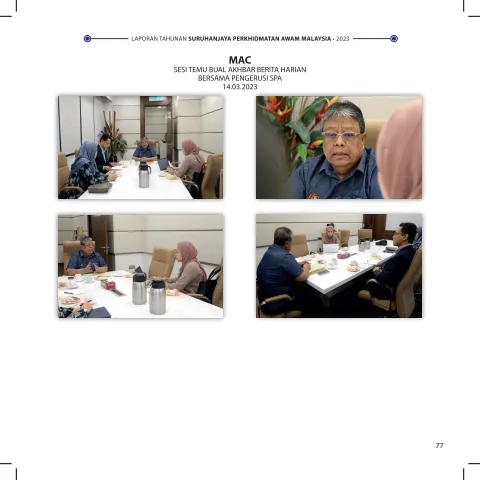 LAPORAN TAHUNAN SURUHANJAYA PERKHIDMATAN AWAM MALAYSIA • 2023
MAC
SESI TEMU BUAL AKHBAR BERITA HARIAN
BERSAMA PENGERUSI SPA
14.03.2023
77